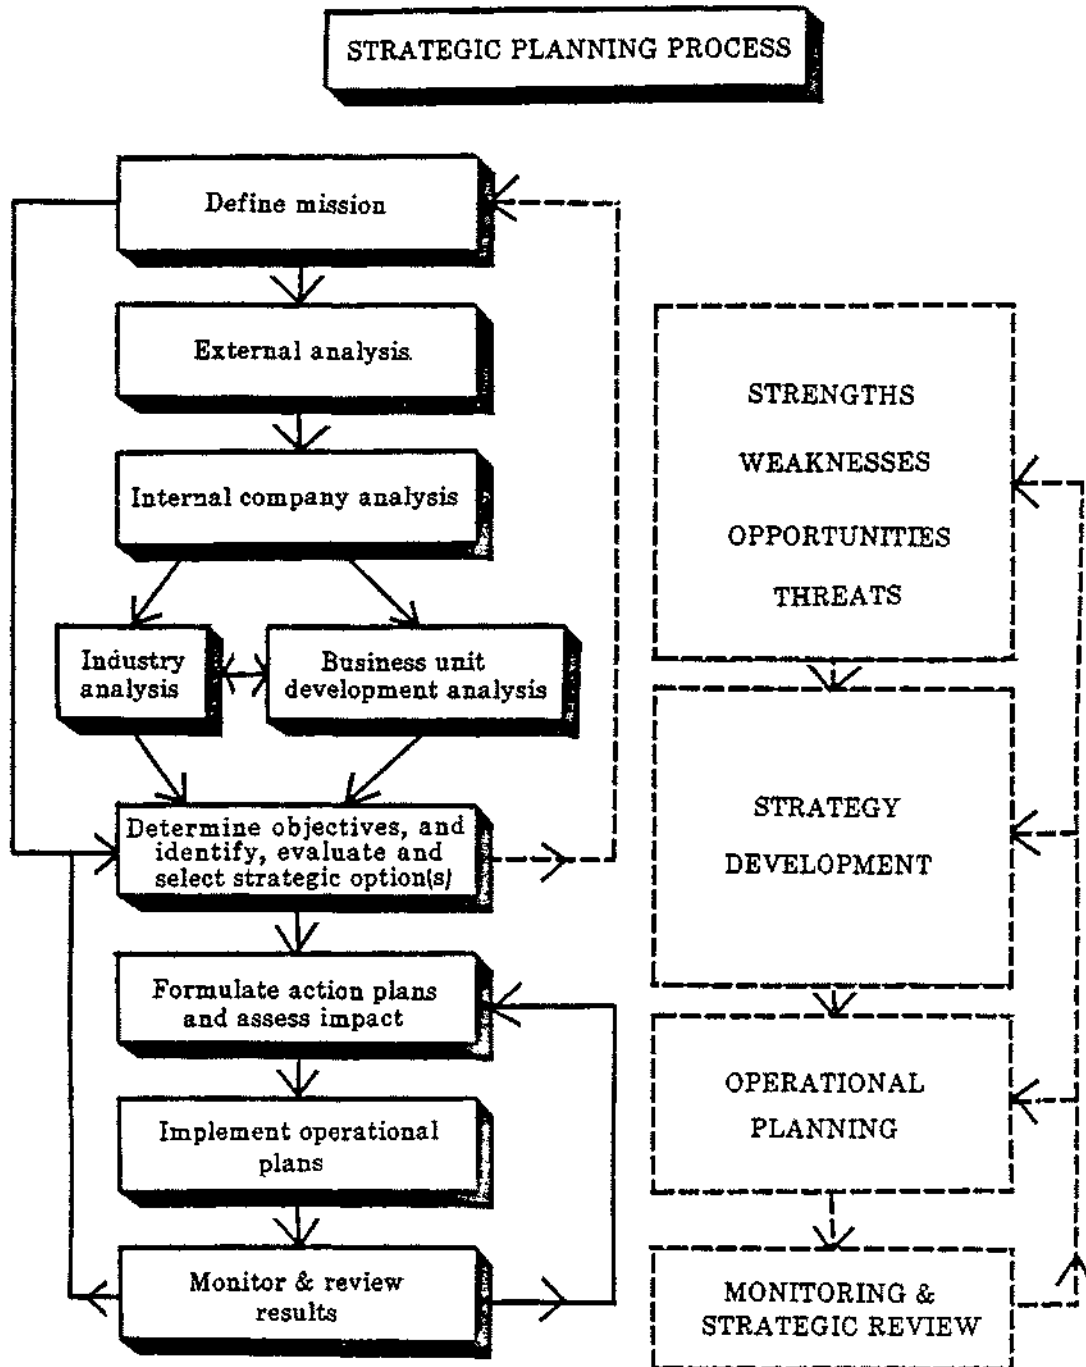 STRATEGIC PLANNING PROCESS
Define mission
External analysis
Internal company analysis
Industry
analysis
Business unit
development analysis
Determine objectives, and
identify, evaluate and
select strategic option(s)
Formulate action plans
and assess impact
Implement operational
plans
Monitor & review
results
STRENGTHS
WEAKNESSES
OPPORTUNITIES
THREATS
STRATEGY
DEVELOPMENT
OPERATIONAL
PLANNING
MONITORING &
STRATEGIC REVIEW